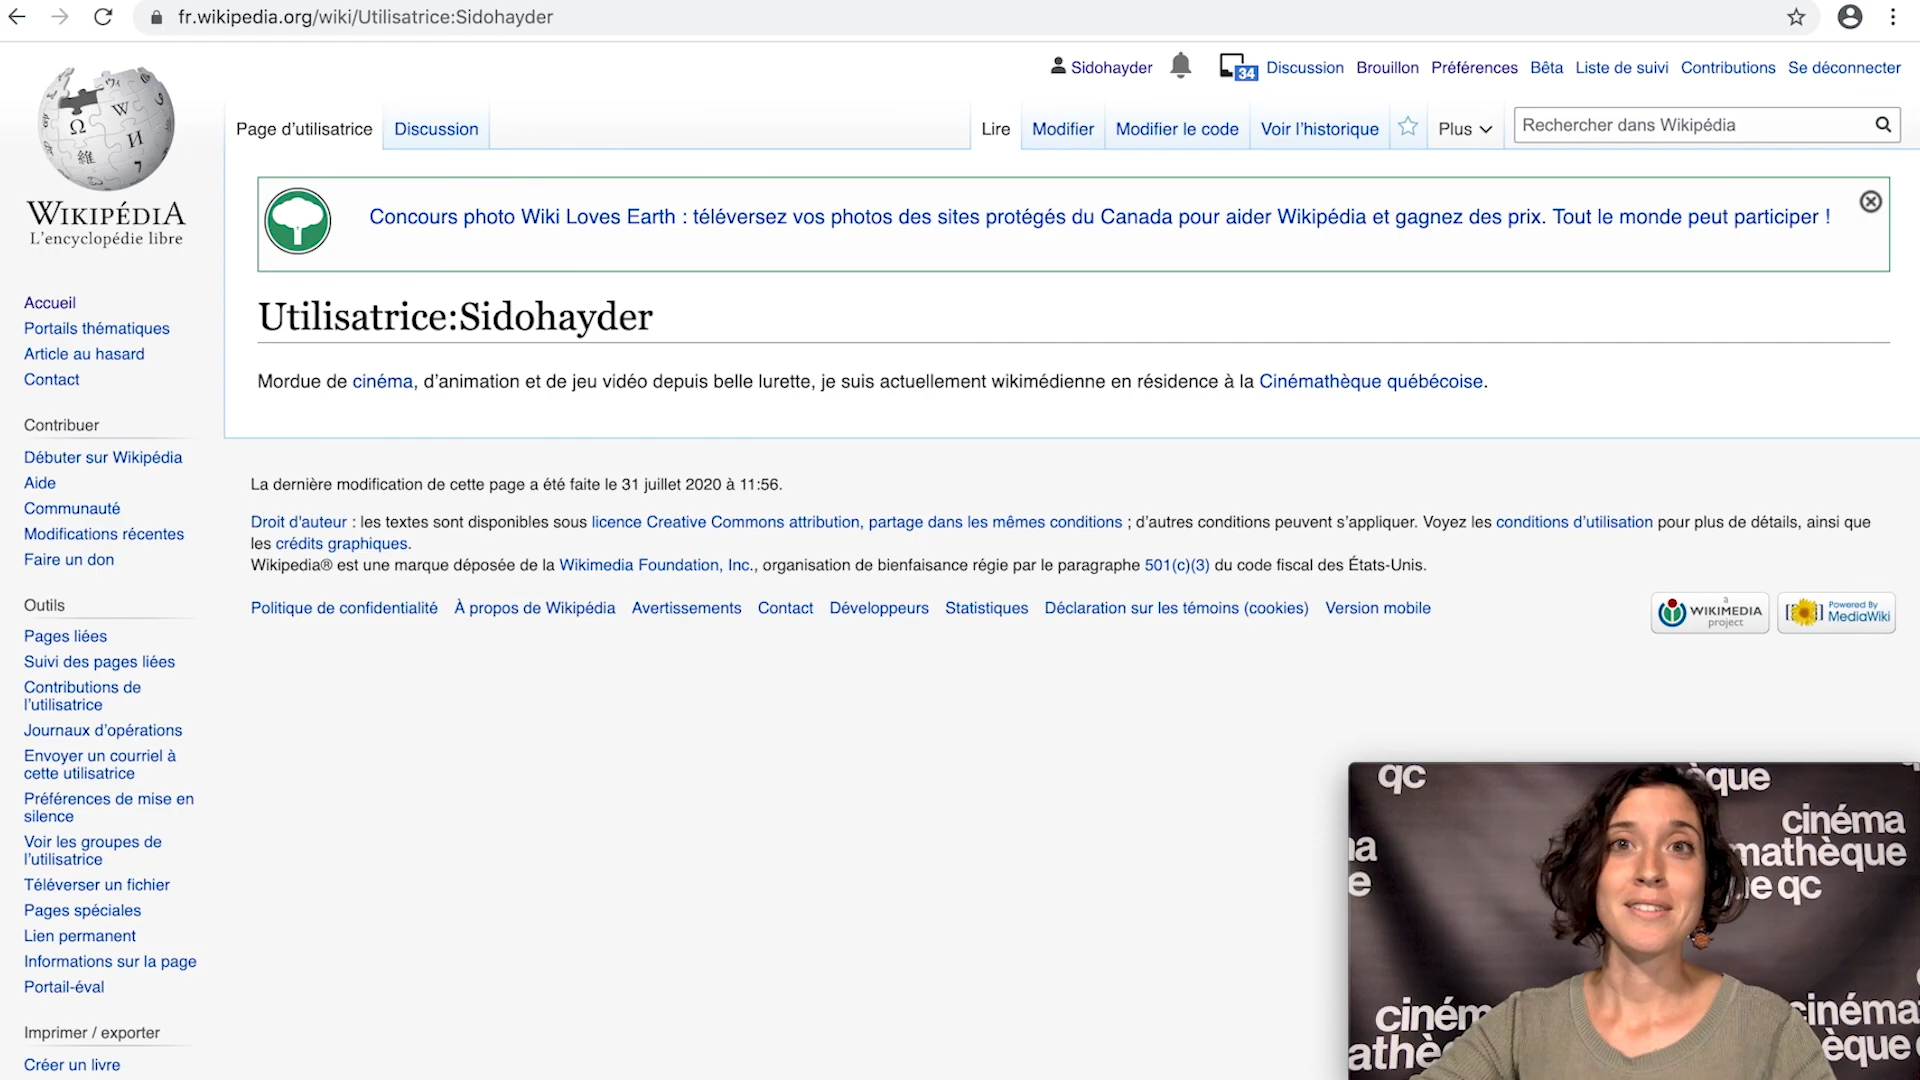 fr.wikipedia.org/wiki/Utilisatrice:Sidohayder
Sidohayder 34 Discussion Brouillon Préférences Bêta Liste de suivi Contributions Se déconnecter
Page d’utilisatrice Discussion Lire Modifier Modifier le code Voir l’historique Plus Rechercher dans Wikipédia
WIKIPÉDIA
L'encyclopédie libre
Concours photo Wiki Loves Earth : téléversez vos photos des sites protégés du Canada pour aider Wikipédia et gagnez des prix. Tout le monde peut participer !
Utilisatrice:Sidohayder
Mordue de cinéma, d’animation et de jeu vidéo depuis belle lurette, je suis actuellement wikimédienne en résidence à la Cinémathèque québécoise.
Accueil
Portails thématiques
Article au hasard
Contact
Contribuer
Débuter sur Wikipédia
Aide
Communauté
Modifications récentes
Faire un don
Outils
Pages liées
Suivi des pages liées
Contributions de
l’utilisatrice
Journaux d’opérations
Envoyer un courriel à
cette utilisatrice
Préférences de mise en
silence
Voir les groupes de
l’utilisatrice
Téléverser un fichier
Pages spéciales
Lien permanent
Informations sur la page
Portail-éval
Imprimer / exporter
Créer un livre
La dernière modification de cette page a été faite le 31 juillet 2020 à 11:56.
Droit d'auteur : les textes sont disponibles sous licence Creative Commons attribution, partage dans les mêmes conditions ; d’autres conditions peuvent s’appliquer. Voyez les conditions d’utilisation pour plus de détails, ainsi que
les crédits graphiques.
Wikipedia® est une marque déposée de la Wikimedia Foundation, Inc., organisation de bienfaisance régie par le paragraphe 501(c)(3) du code fiscal des États-Unis.
Politique de confidentialité À propos de Wikipédia Avertissements Contact Développeurs Statistiques Déclaration sur les témoins (cookies) Version mobile
a
WIKIMEDIA
project
Powered By
MediaWiki
qc
èque
cinéma
mathèque
e qc
na
e
ciném
athè
cinéma
èque